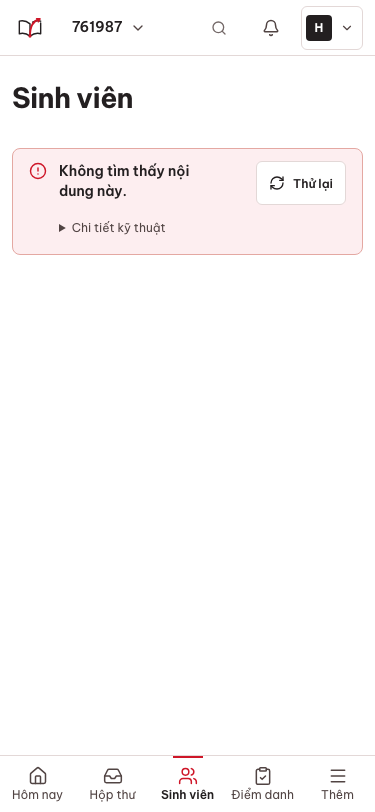 761987
H
Sinh viên
Không tìm thấy nội
dung này.
Thử lại
Chi tiết kỹ thuật
Hôm nay
Hộp thư
Sinh viên
Điểm danh
Thêm